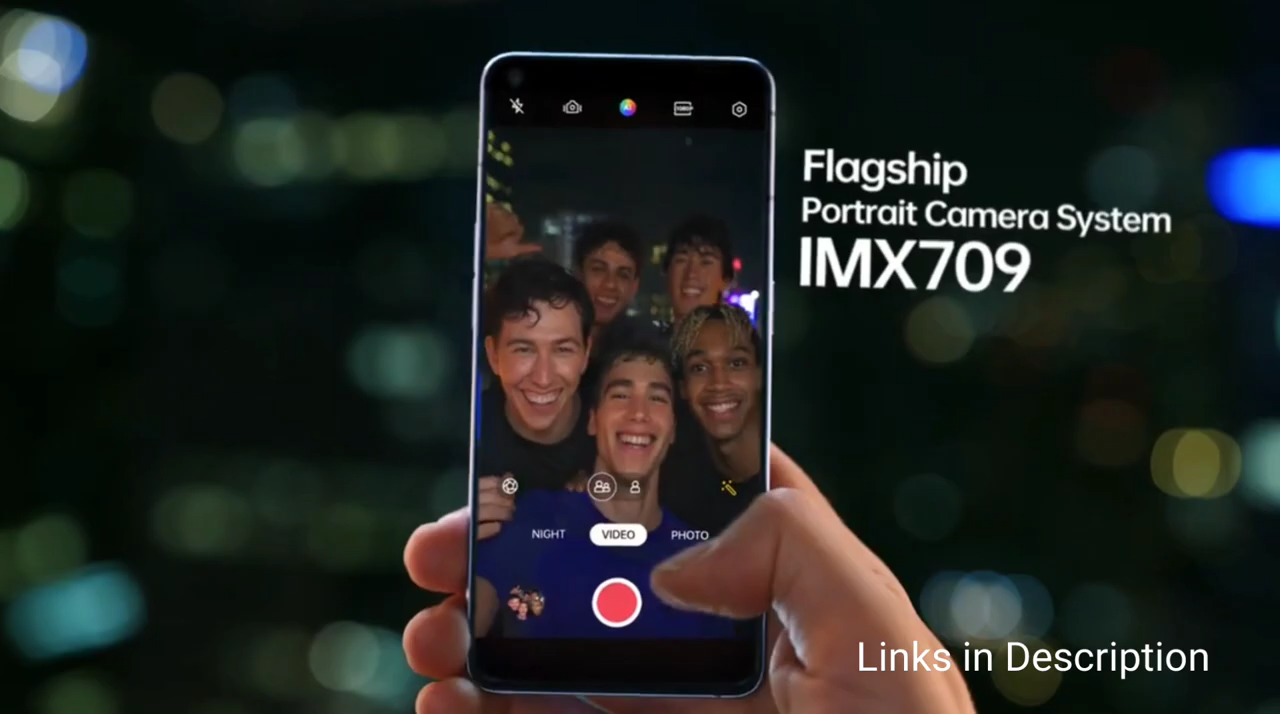 Flagship
Portrait Camera System
IMX709
NIGHT
VIDEO
PHOTO
Links in Description